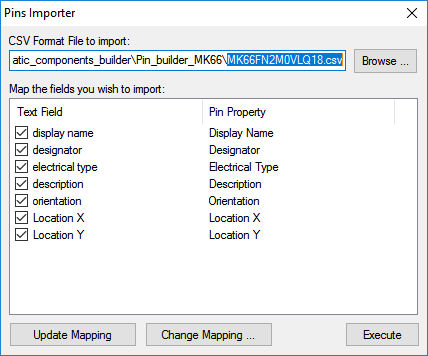 Pins Importer
CSV Format File to import:
atic_components_builder\Pin_builder_MK66\MK66FN2M0VLQ18.csv
Browse ...
Map the fields you wish to import:
Text Field Pin Property
display name Display Name
designator Designator
electrical type Electrical Type
description Description
orientation Orientation
Location X Location X
Location Y Location Y
Update Mapping Change Mapping ... Execute